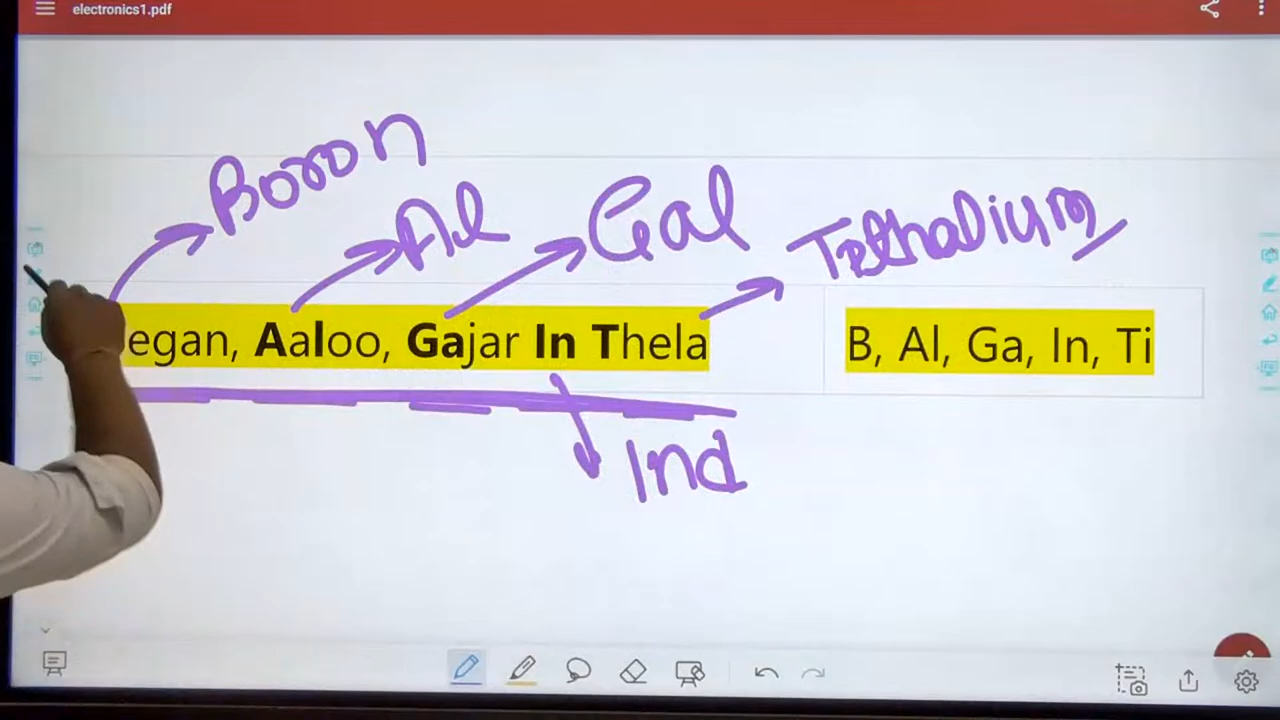 electronics1.pdf
Boron
Al
Gal
Tethalium
egan, Aaloo, Gajar In Thela
B, Al, Ga, In, Ti
Ind